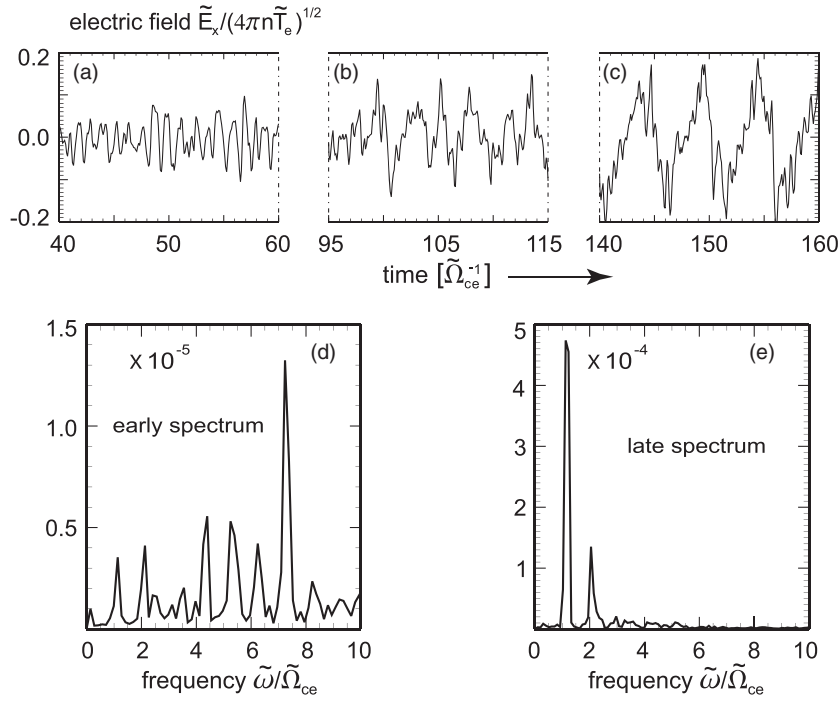 electric field Ẽx/(4πnT̃e)^1/2
0.2 (a) (b) (c)
0.0
-0.2
40 50 60 95 105 115 140 150 160
time [Ω̃ce^-1]
1.5 5
X 10^-5 (d) X 10^-4 (e)
4
1.0 early spectrum
3 late spectrum
0.5 2
1
0 2 4 6 8 10 0 2 4 6 8 10
frequency ω̃/Ω̃ce frequency ω̃/Ω̃ce